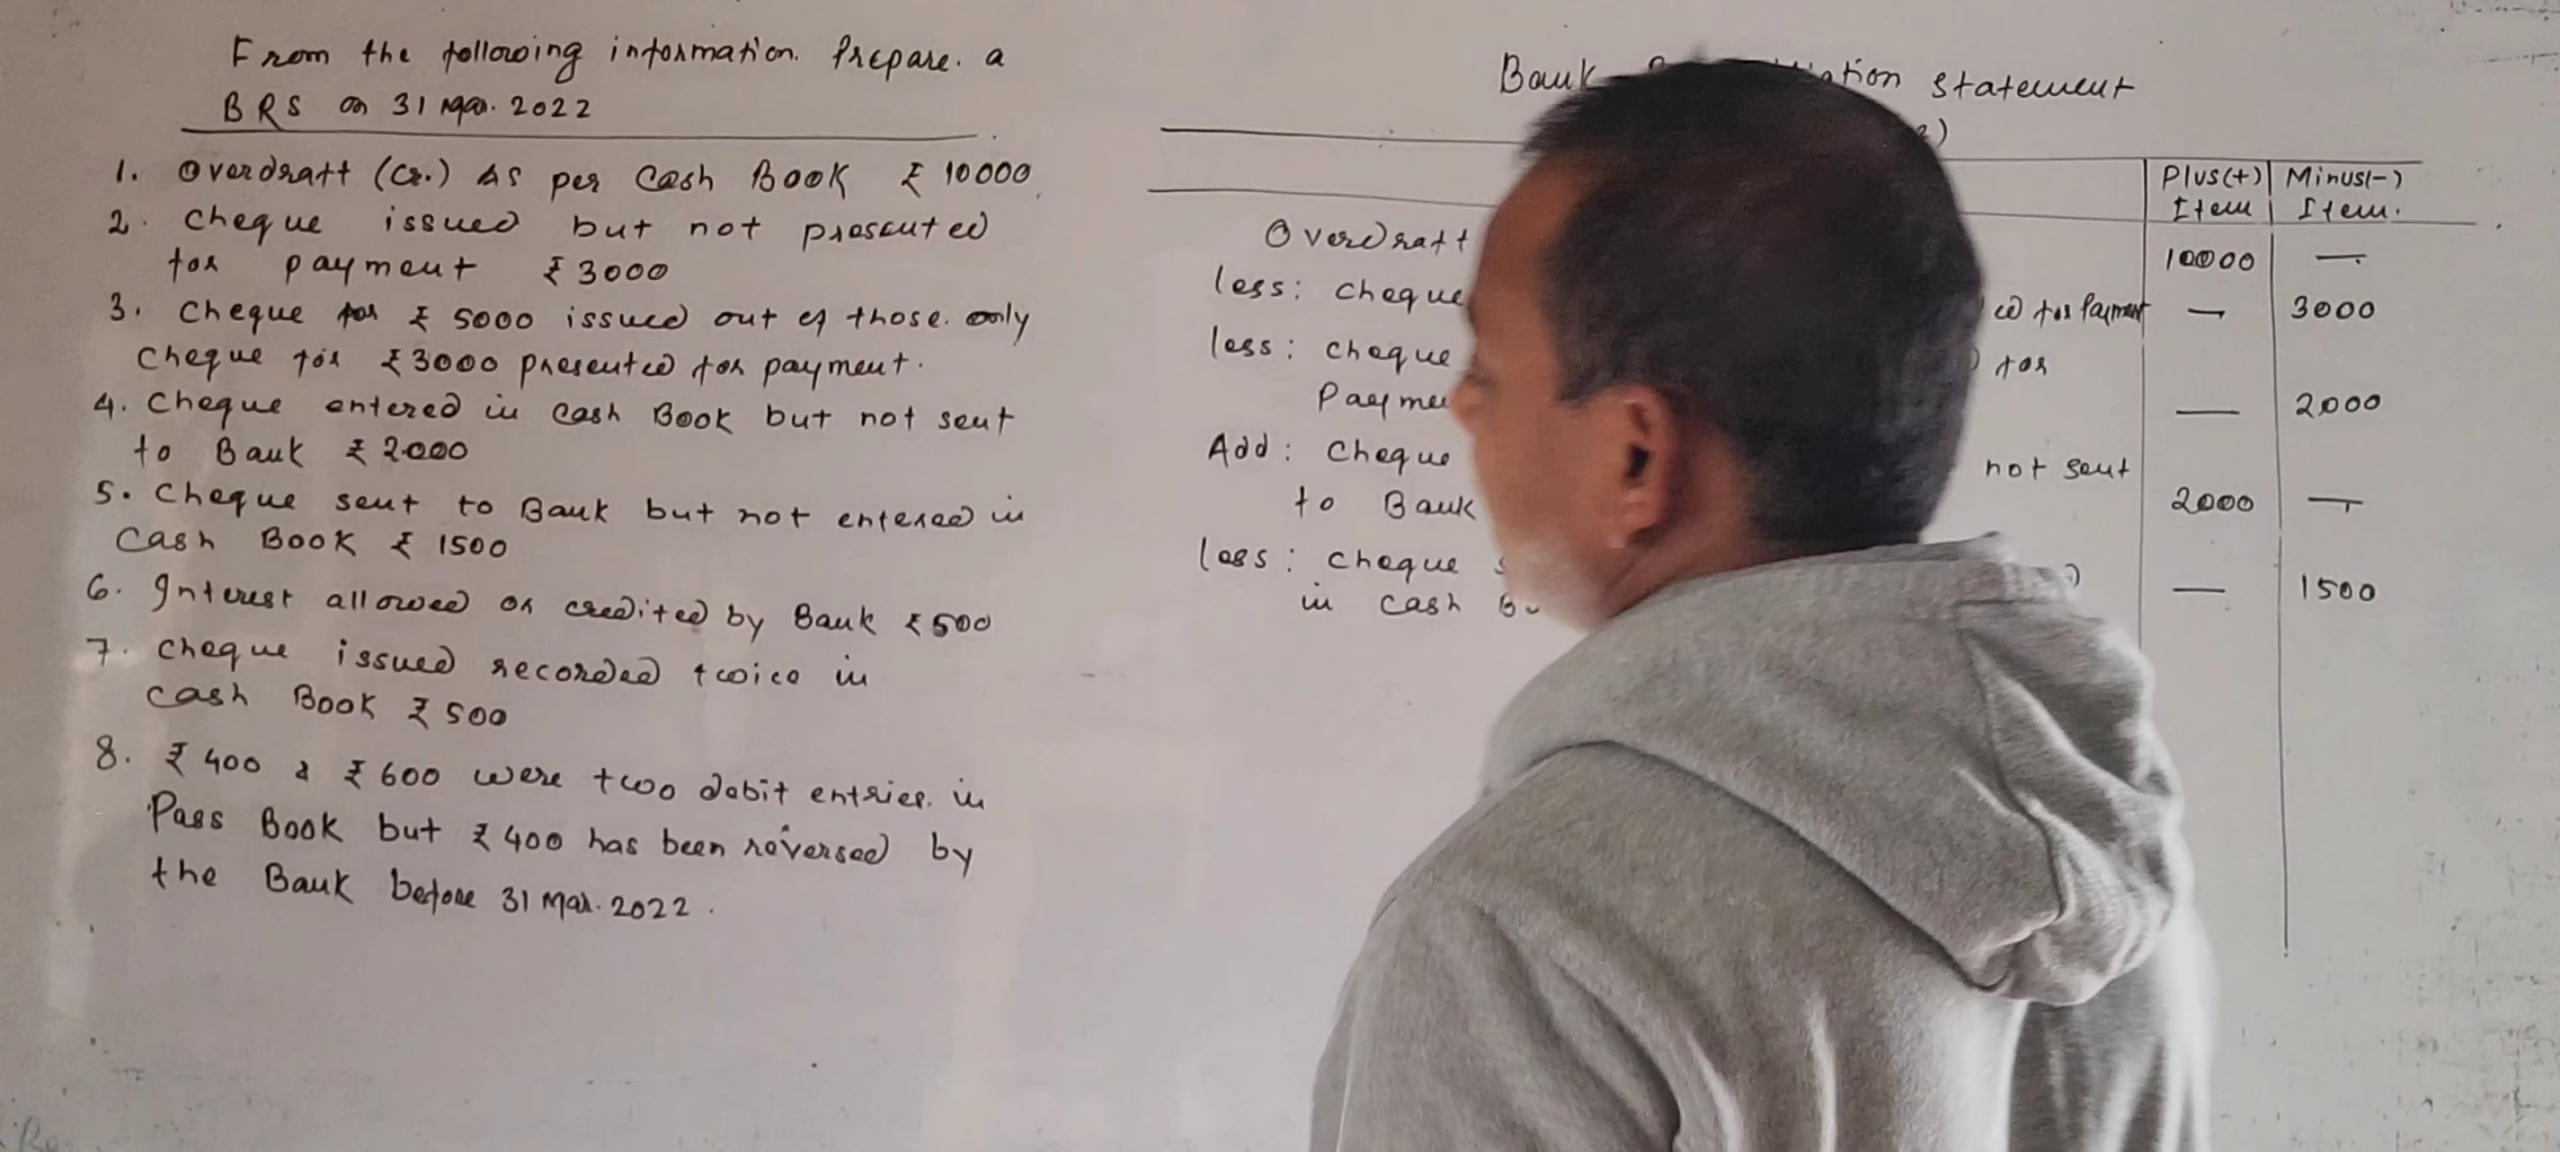 From the following information. Prepare. a
BRS on 31 Mar. 2022
1. Overdraft (Cr.) As per Cash Book ₹ 10000
2. Cheque issued but not presented
for payment ₹ 3000
3. Cheque for ₹ 5000 issued out of those. only
Cheque for ₹ 3000 presented for payment.
4. Cheque entered in Cash Book but not sent
to Bank ₹ 2000
5. Cheque sent to Bank but not entered in
Cash Book ₹ 1500
6. Interest allowed or credited by Bank ₹ 500
7. Cheque issued recorded twice in
Cash Book ₹ 500
8. ₹ 400 & ₹ 600 were two debit entries. in
Pass Book but ₹ 400 has been reversed by
the Bank before 31 Mar. 2022.
Bank statement
Plus(+) Minus(-)
Item Item.
Overdraft 10000 —
less: Cheque for Payment — 3000
less: Cheque for
— 2000
Add: Cheque not sent
to Bank 2000 —
less: Cheque
in Cash — 1500